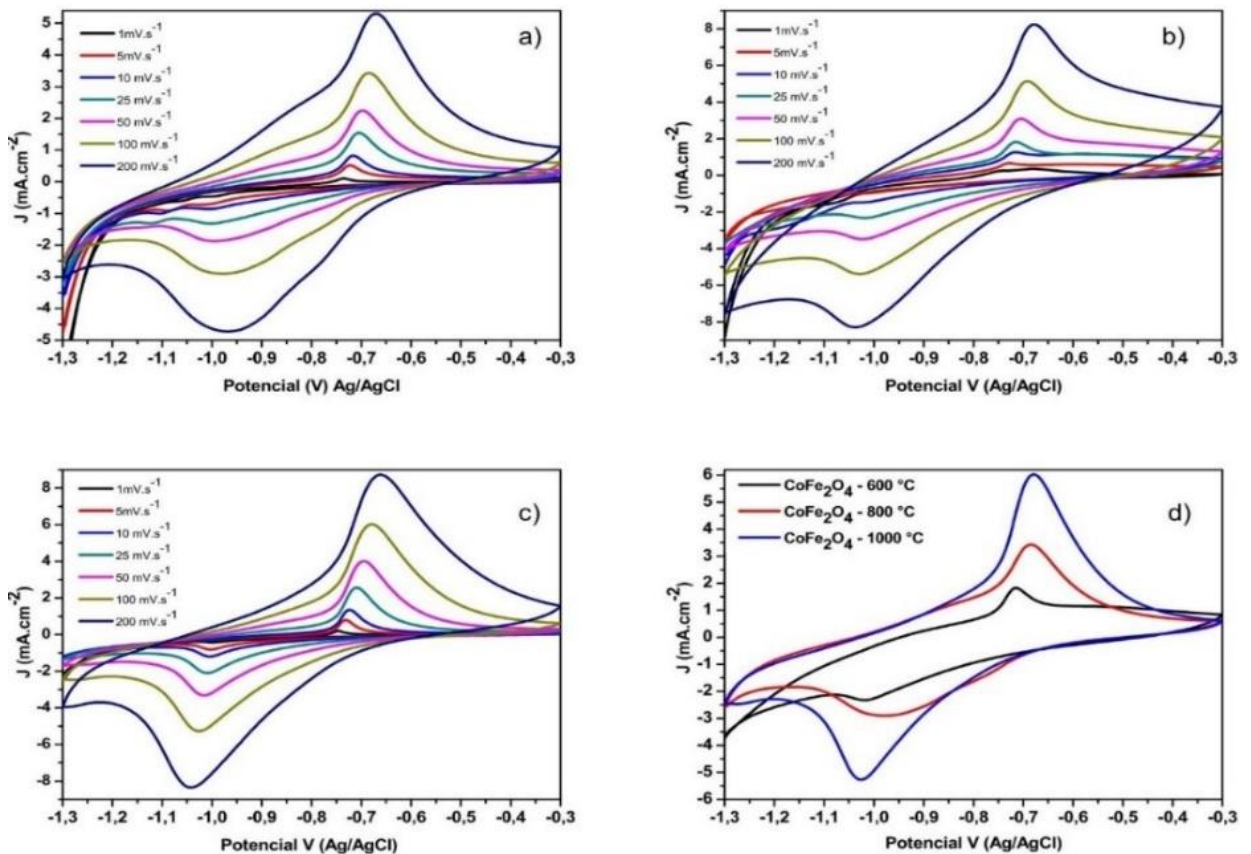 a)
1mV.s⁻¹
5mV.s⁻¹
10 mV.s⁻¹
25 mV.s⁻¹
50 mV.s⁻¹
100 mV.s⁻¹
200 mV.s⁻¹
J (mA.cm⁻²)
5
4
3
2
1
0
-1
-2
-3
-4
-5
-1,3 -1,2 -1,1 -1,0 -0,9 -0,8 -0,7 -0,6 -0,5 -0,4 -0,3
Potencial (V) Ag/AgCl
b)
1mV.s⁻¹
5mV.s⁻¹
10 mV.s⁻¹
25 mV.s⁻¹
50 mV.s⁻¹
100 mV.s⁻¹
200 mV.s⁻¹
J (mA.cm⁻²)
8
6
4
2
0
-2
-4
-6
-8
-1,3 -1,2 -1,1 -1,0 -0,9 -0,8 -0,7 -0,6 -0,5 -0,4 -0,3
Potencial V (Ag/AgCl)
c)
1mV.s⁻¹
5mV.s⁻¹
10 mV.s⁻¹
25 mV.s⁻¹
50 mV.s⁻¹
100 mV.s⁻¹
200 mV.s⁻¹
J (mA.cm⁻²)
8
6
4
2
0
-2
-4
-6
-8
-1,3 -1,2 -1,1 -1,0 -0,9 -0,8 -0,7 -0,6 -0,5 -0,4 -0,3
Potencial V (Ag/AgCl)
d)
CoFe₂O₄ - 600 °C
CoFe₂O₄ - 800 °C
CoFe₂O₄ - 1000 °C
J (mA.cm⁻²)
6
5
4
3
2
1
0
-1
-2
-3
-4
-5
-6
-1,3 -1,2 -1,1 -1,0 -0,9 -0,8 -0,7 -0,6 -0,5 -0,4 -0,3
Potencial V (Ag/AgCl)